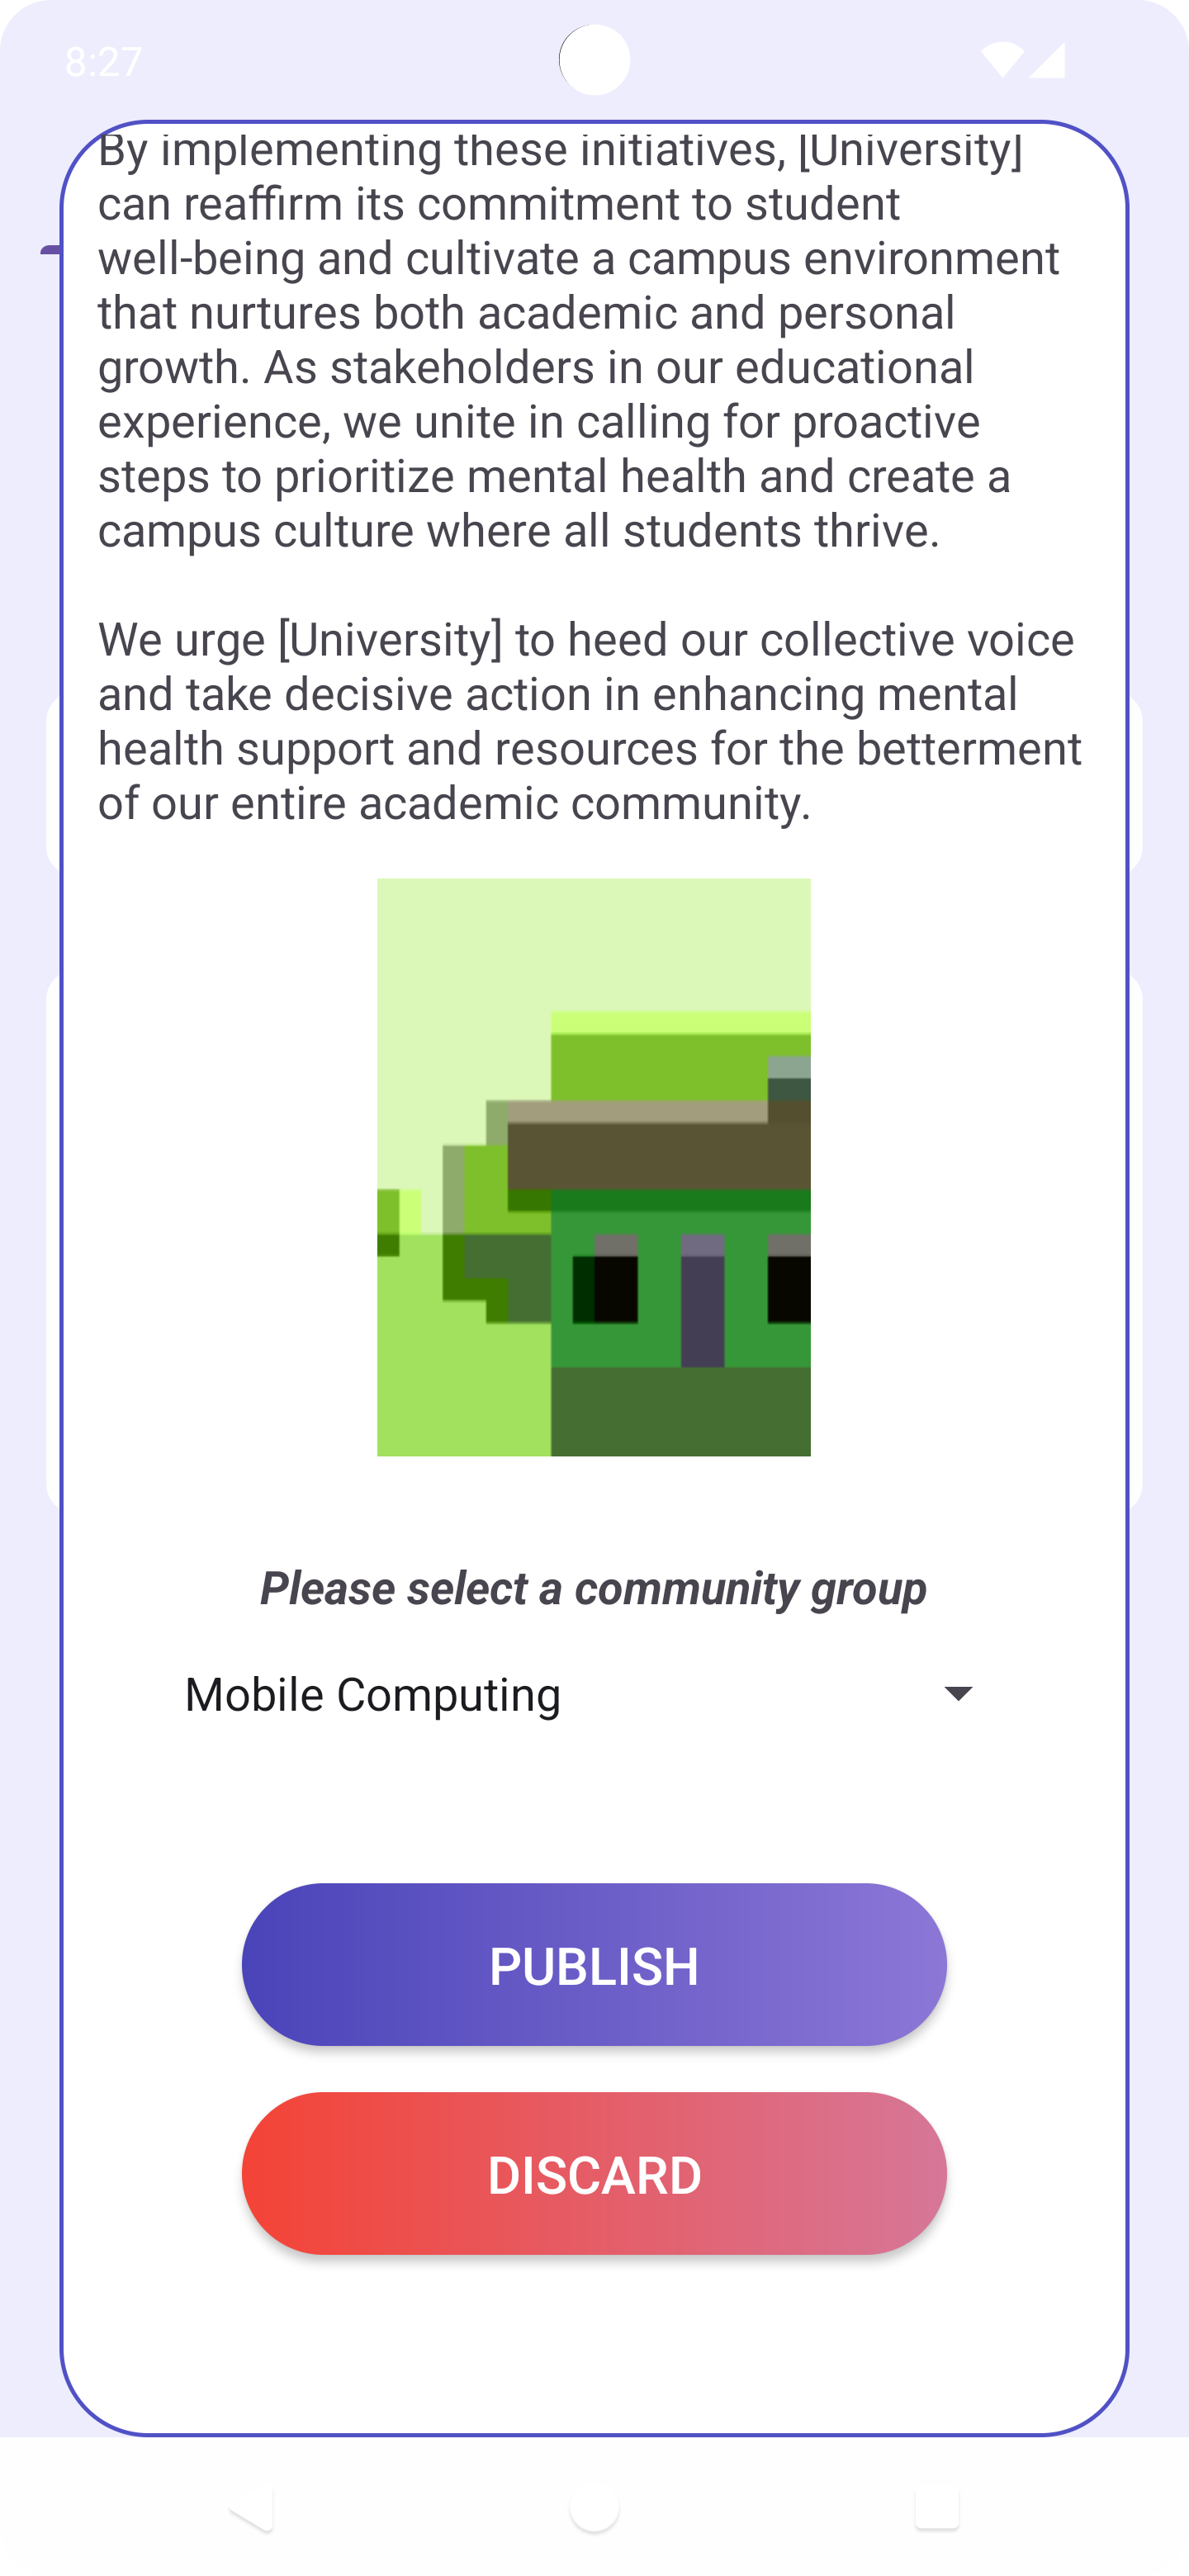 8:27
By implementing these initiatives, [University]
can reaffirm its commitment to student
well-being and cultivate a campus environment
that nurtures both academic and personal
growth. As stakeholders in our educational
experience, we unite in calling for proactive
steps to prioritize mental health and create a
campus culture where all students thrive.
We urge [University] to heed our collective voice
and take decisive action in enhancing mental
health support and resources for the betterment
of our entire academic community.
Please select a community group
Mobile Computing
PUBLISH
DISCARD